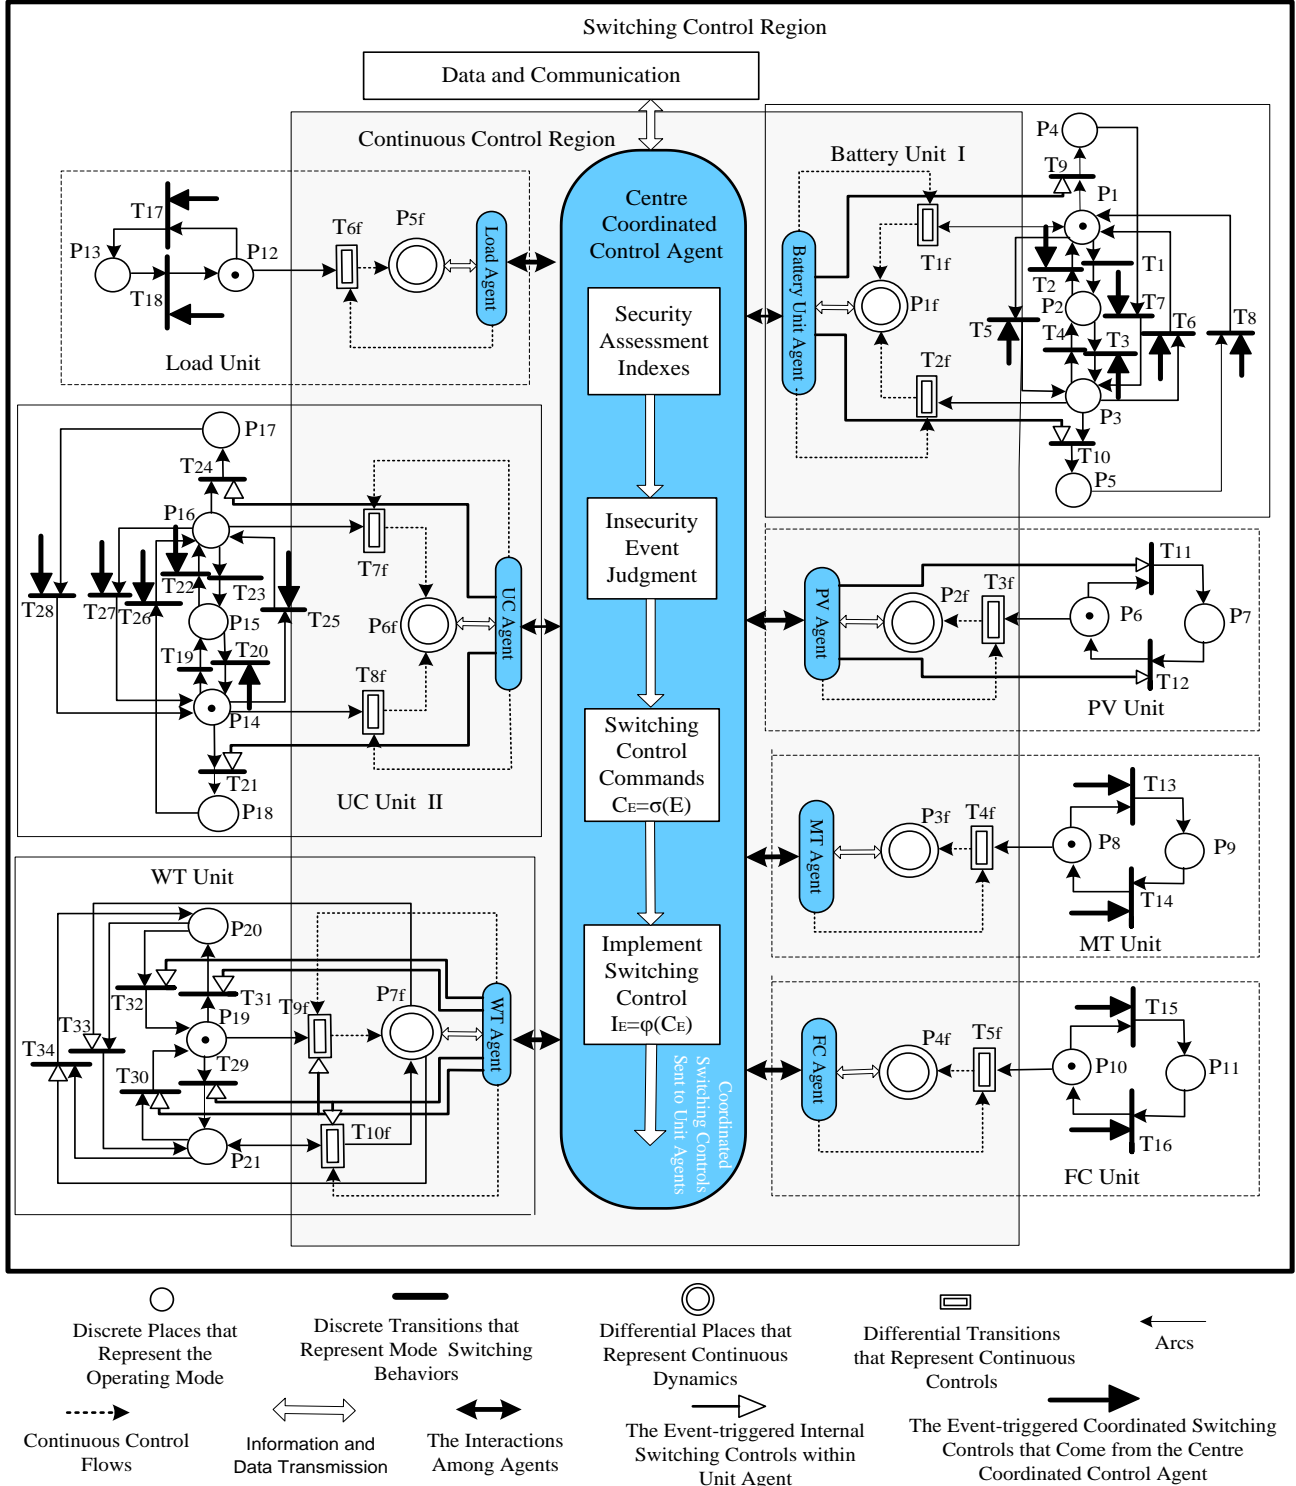 Switching Control Region
Data and Communication
Continuous Control Region
Centre
Coordinated
Control Agent
Security
Assessment
Indexes
Insecurity
Event
Judgment
Switching
Control
Commands
CE=σ(E)
Implement
Switching
Control
IE=φ(CE)
Coordinated
Switching Controls
Sent to Unit Agents
T17
P13
P12
T18
T6f
P5f
Load Agent
Load Unit
P17
T24
P16
T22
T23
T28
T27
T26
T25
P15
T19
T20
P14
T21
P18
T7f
P6f
T8f
UC Agent
UC Unit II
WT Unit
P20
T32
T31
T33
T34
P19
T30
T29
P21
T9f
P7f
T10f
WT Agent
Battery Unit I
P4
T9
P1
T1
T2
P2
T7
T5
T4
T3
T6
T8
P3
T10
P5
T1f
P1f
T2f
Battery Unit Agent
T11
T3f
P2f
P6
P7
T12
PV Agent
PV Unit
T13
P3f
T4f
P8
P9
T14
MT Agent
MT Unit
T15
P4f
T5f
P10
P11
T16
FC Agent
FC Unit
Discrete Places that
Represent the
Operating Mode
Discrete Transitions that
Represent Mode Switching
Behaviors
Differential Places that
Represent Continuous
Dynamics
Differential Transitions
that Represent Continuous
Controls
Arcs
Continuous Control
Flows
Information and
Data Transmission
The Interactions
Among Agents
The Event-triggered Internal
Switching Controls within
Unit Agent
The Event-triggered Coordinated Switching
Controls that Come from the Centre
Coordinated Control Agent